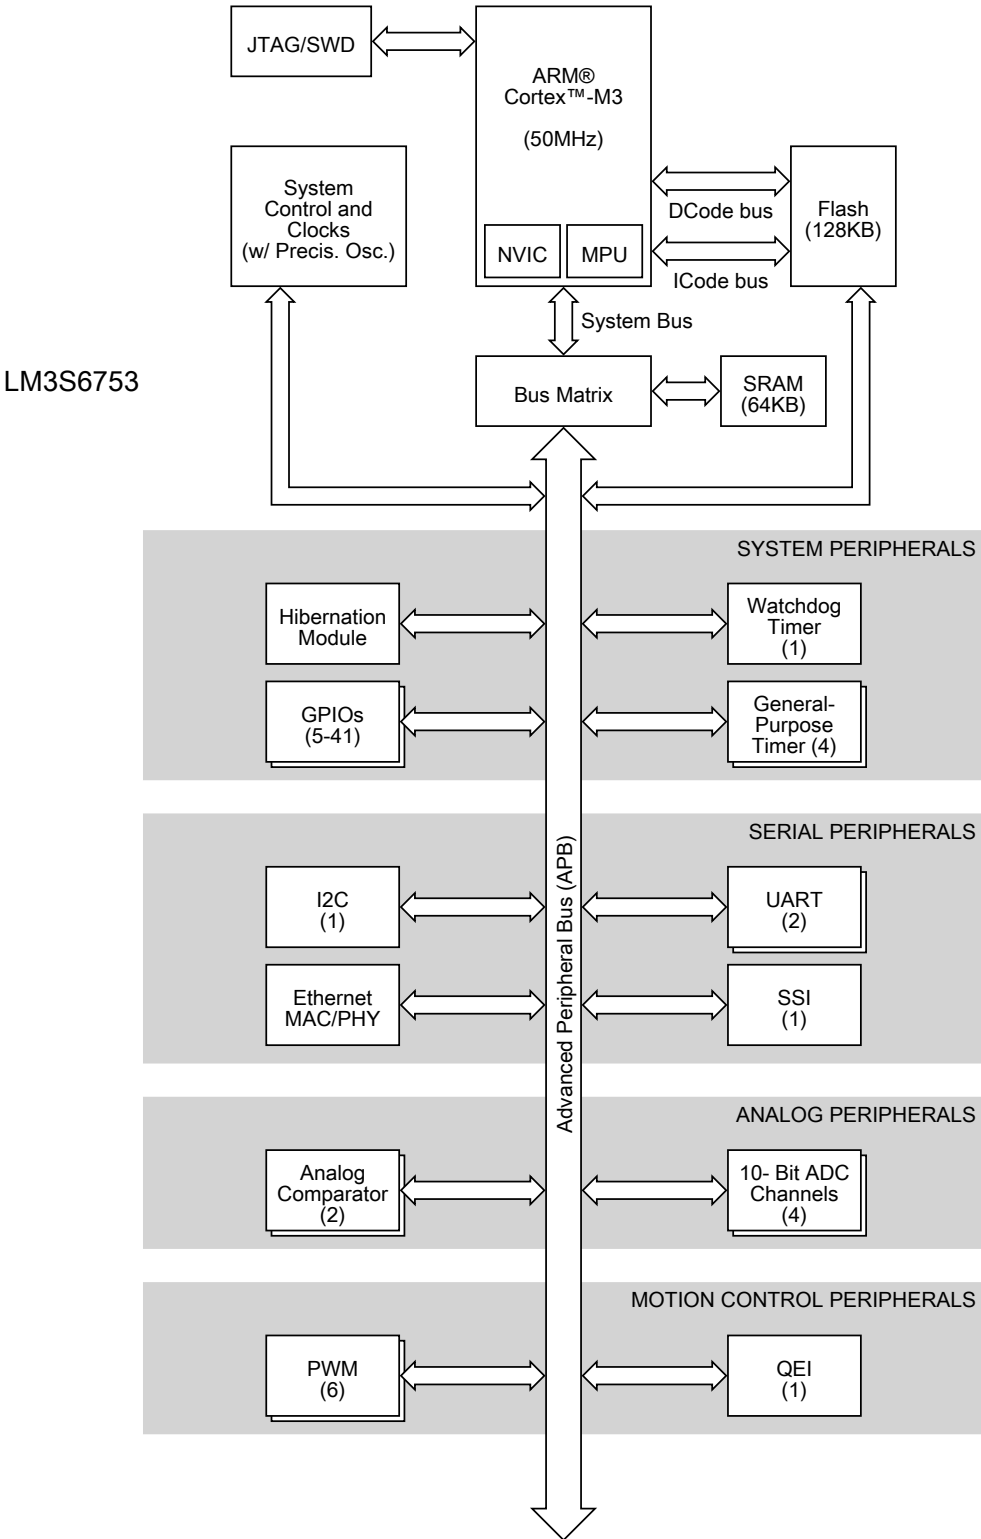 JTAG/SWD
ARM®
Cortex™-M3
(50MHz)
System
Control and
Clocks
(w/ Precis. Osc.)
DCode bus
Flash
(128KB)
NVIC
MPU
ICode bus
System Bus
LM3S6753
Bus Matrix
SRAM
(64KB)
SYSTEM PERIPHERALS
Hibernation
Module
Watchdog
Timer
(1)
GPIOs
(5-41)
General-
Purpose
Timer (4)
Advanced Peripheral Bus (APB)
SERIAL PERIPHERALS
I2C
(1)
UART
(2)
Ethernet
MAC/PHY
SSI
(1)
ANALOG PERIPHERALS
Analog
Comparator
(2)
10- Bit ADC
Channels
(4)
MOTION CONTROL PERIPHERALS
PWM
(6)
QEI
(1)